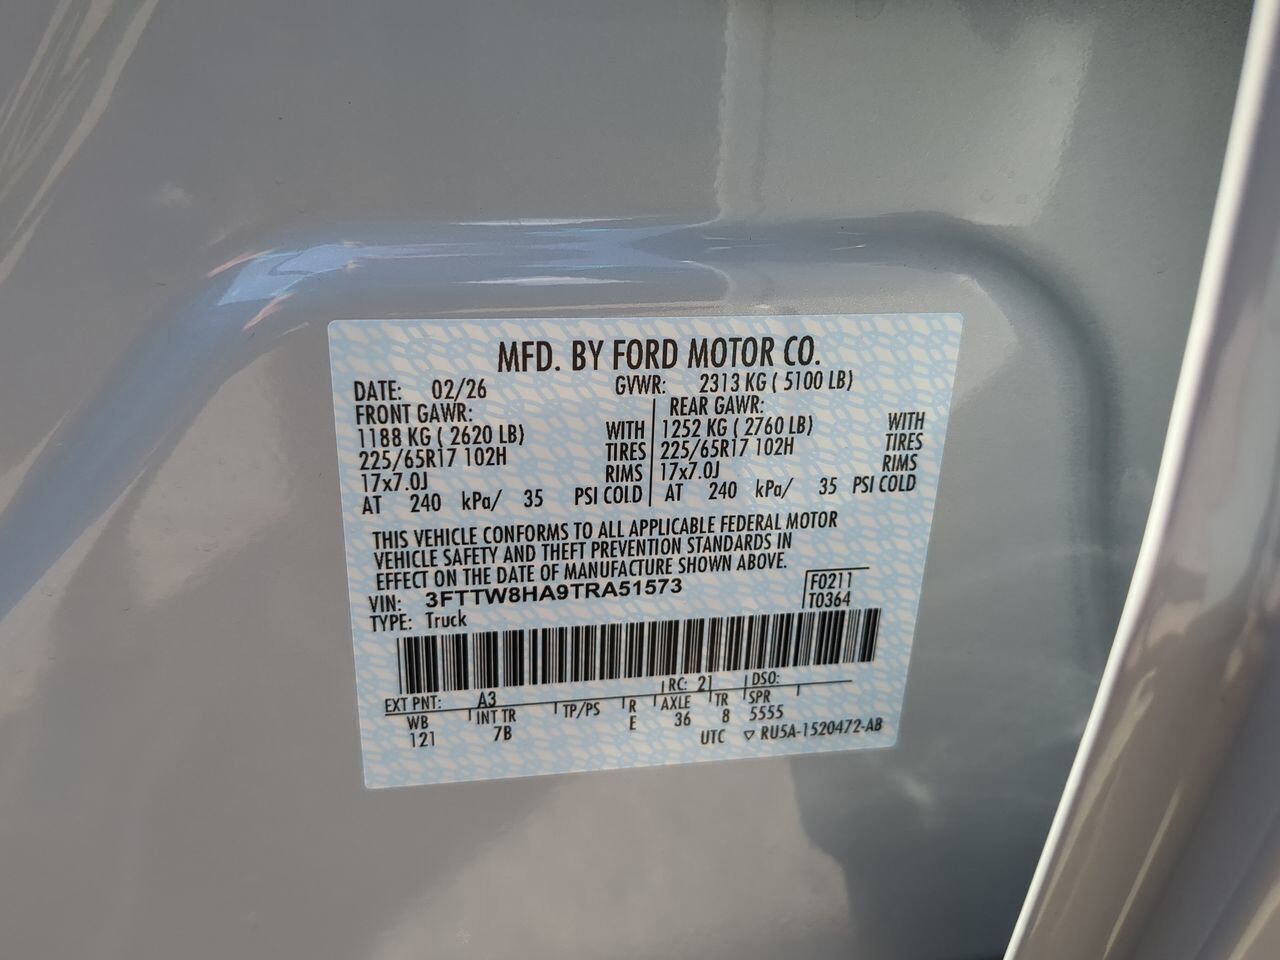 MFD. BY FORD MOTOR CO.
DATE: 02/26 GVWR: 2313 KG ( 5100 LB)
FRONT GAWR: REAR GAWR:
1188 KG ( 2620 LB) WITH 1252 KG ( 2760 LB) WITH
225/65R17 102H TIRES 225/65R17 102H TIRES
17x7.0J RIMS 17x7.0J RIMS
AT 240 kPa/ 35 PSI COLD AT 240 kPa/ 35 PSI COLD
THIS VEHICLE CONFORMS TO ALL APPLICABLE FEDERAL MOTOR
VEHICLE SAFETY AND THEFT PREVENTION STANDARDS IN
EFFECT ON THE DATE OF MANUFACTURE SHOWN ABOVE.
VIN: 3FTTW8HA9TRA51573 F0211
TYPE: Truck T0364
EXT PNT: A3 RC: 21 DSO:
WB INT TR TP/PS R AXLE TR SPR
121 7B E 36 8 5555
UTC ▽ RU5A-1520472-AB